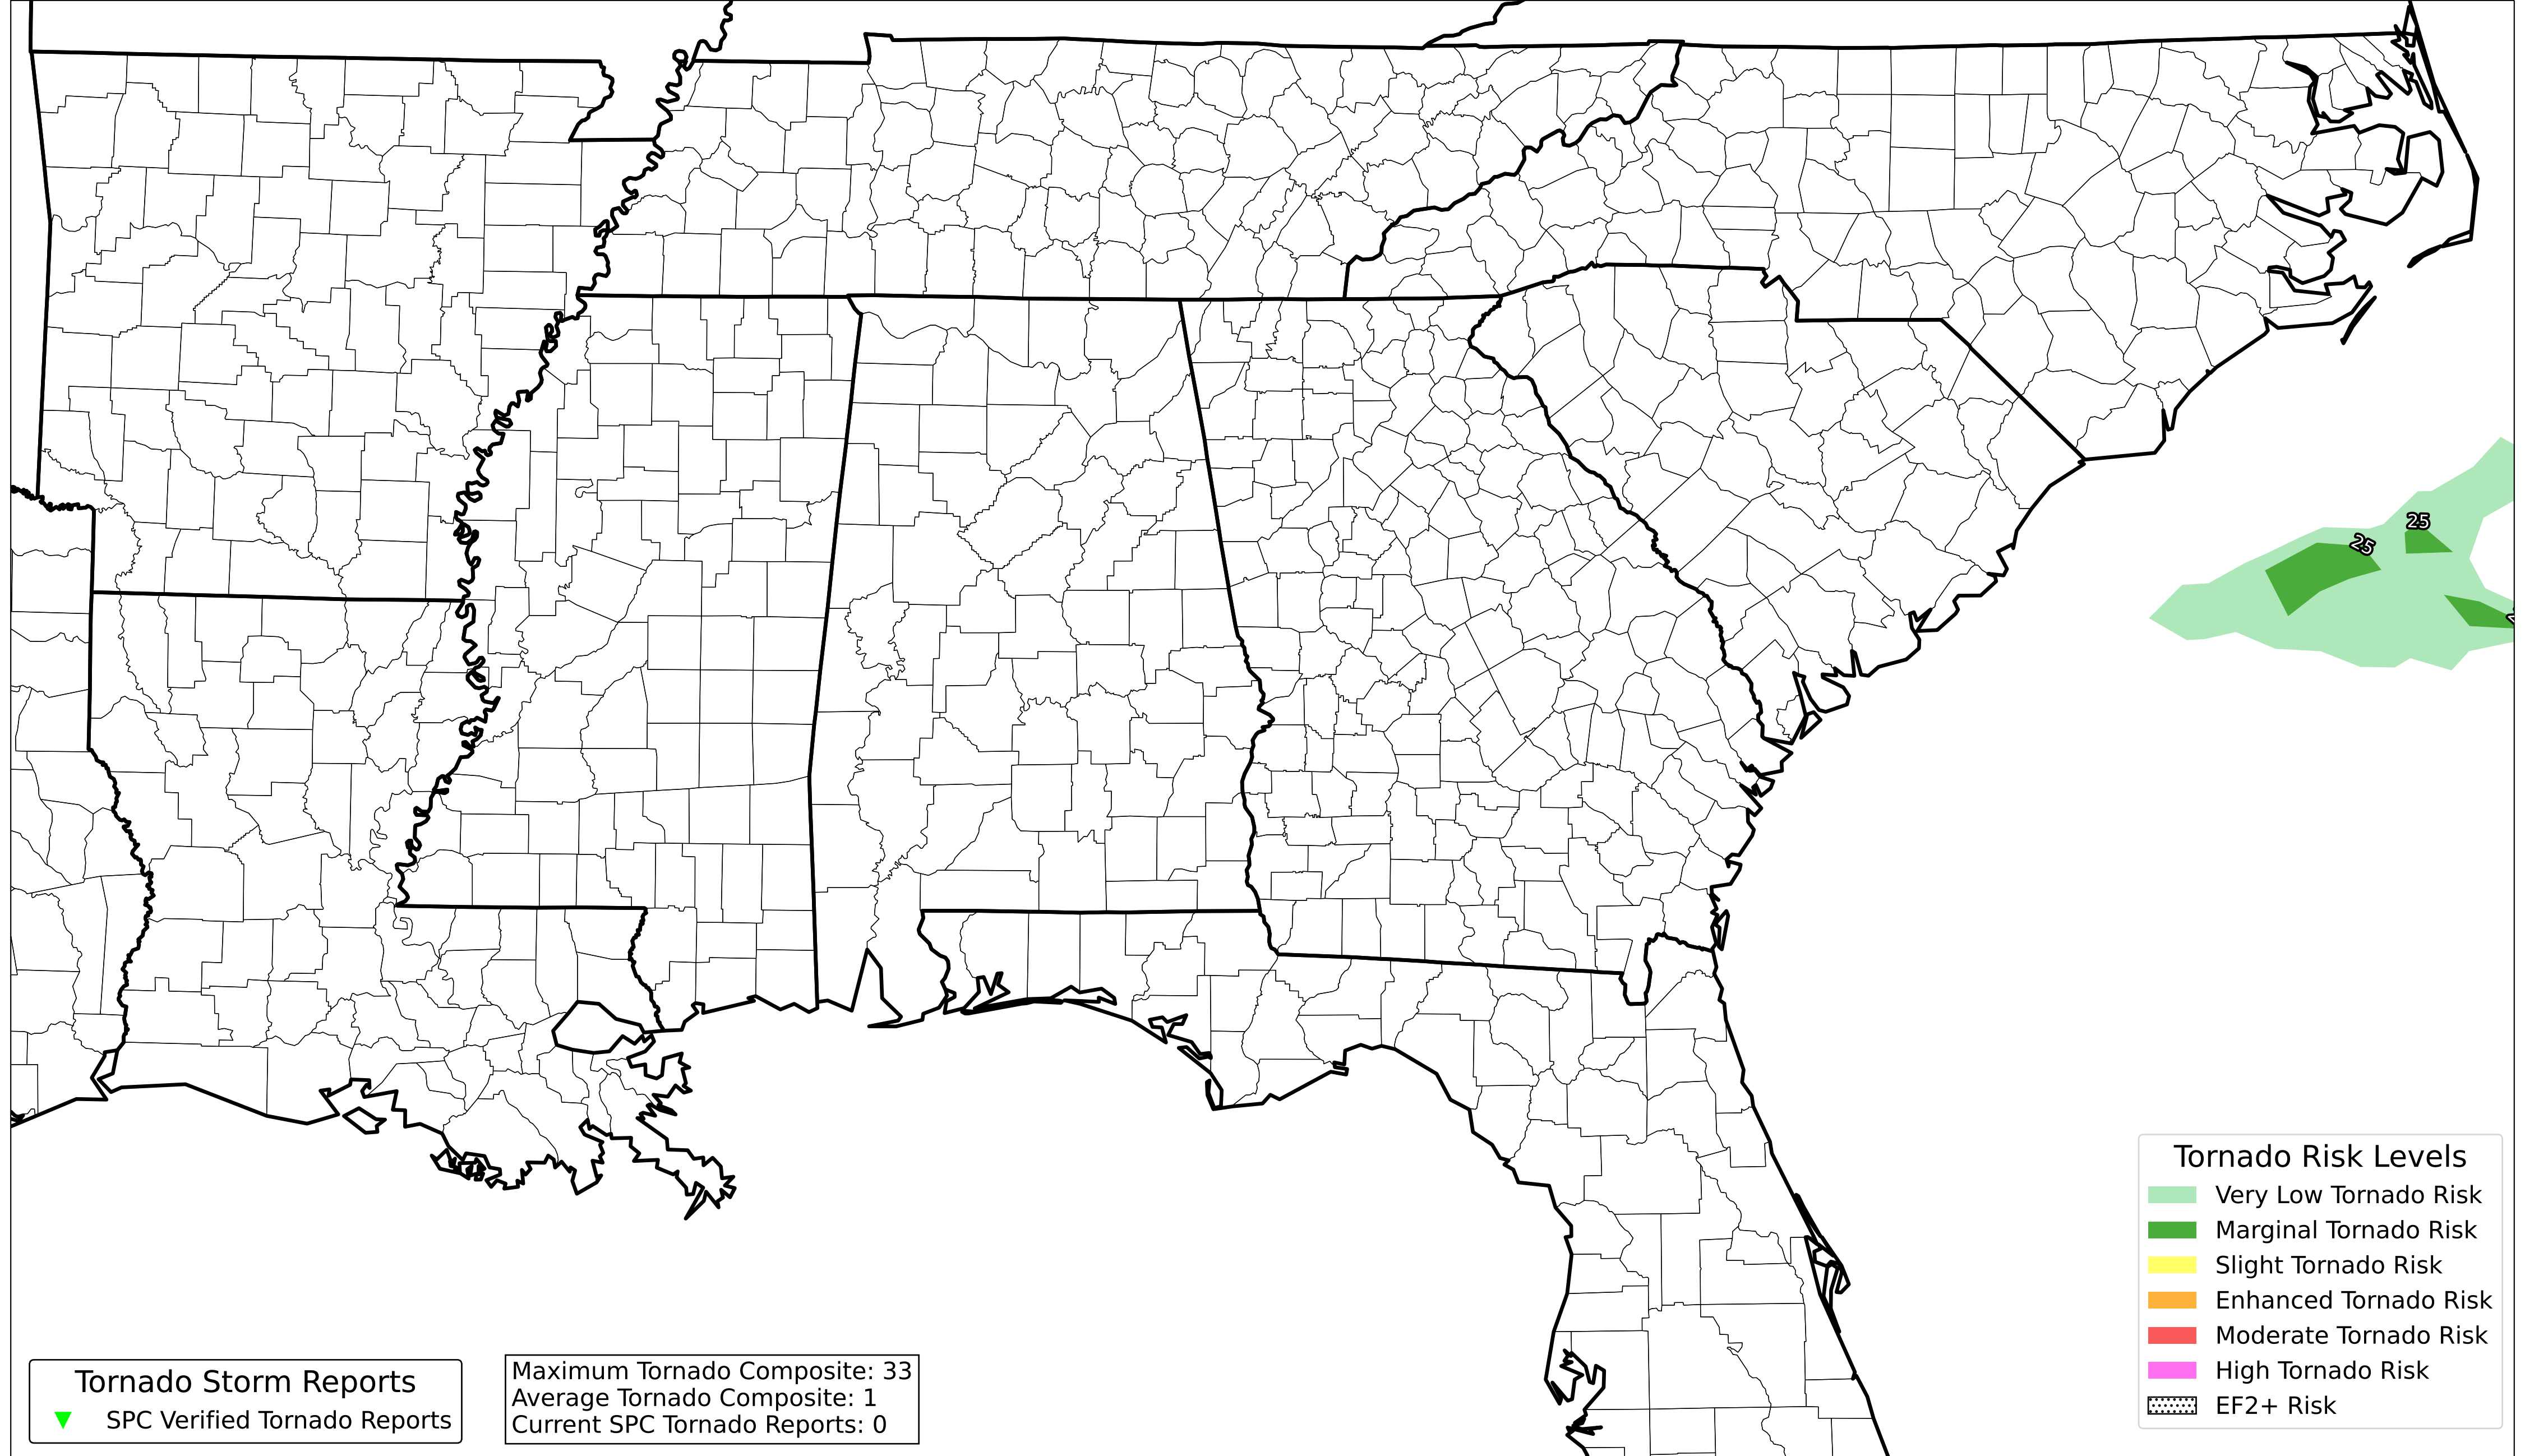 25
25
Tornado Risk Levels
Very Low Tornado Risk
Marginal Tornado Risk
Slight Tornado Risk
Enhanced Tornado Risk
Moderate Tornado Risk
High Tornado Risk
EF2+ Risk
Tornado Storm Reports
SPC Verified Tornado Reports
Maximum Tornado Composite: 33
Average Tornado Composite: 1
Current SPC Tornado Reports: 0